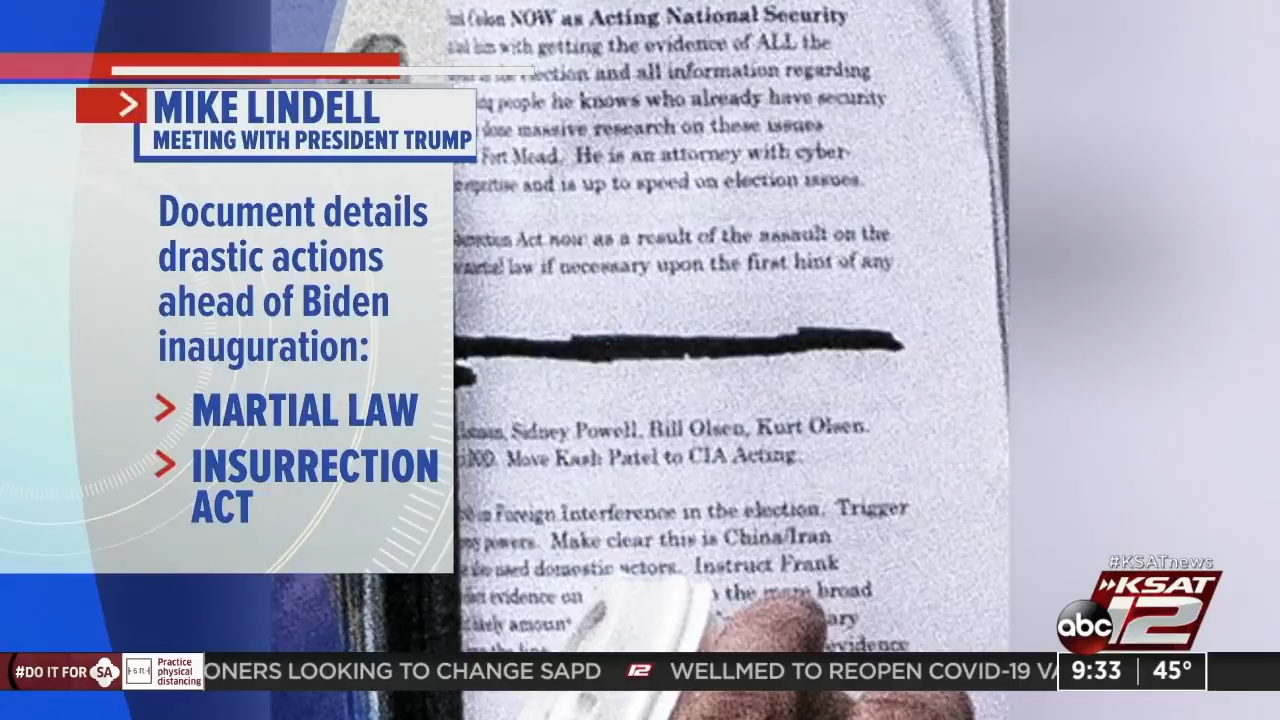 MIKE LINDELL
MEETING WITH PRESIDENT TRUMP
Document details
drastic actions
ahead of Biden
inauguration:
> MARTIAL LAW
> INSURRECTION
ACT
NOW as Acting National Security
with getting the evidence of ALL the
and all information regarding
people he knows who already have security
massive research on these issues
Fort Mead. He is an attorney with cyber-
and is up to speed on election issues.
Act now as a result of the assault on the
law if necessary upon the first hint of any
Sidney Powell, Bill Olsen, Kurt Olsen.
Move Kash Patel to CIA Acting.
Foreign Interference in the election. Trigger
powers. Make clear this is China/Iran
used domestic actors. Instruct Frank
evidence on the broad
evidence
#KSATnews
KSAT
abc 12
#DO IT FOR SA
6 ft
Practice
physical
distancing
ONERS LOOKING TO CHANGE SAPD 12 WELLMED TO REOPEN COVID-19 VA
9:33 45°